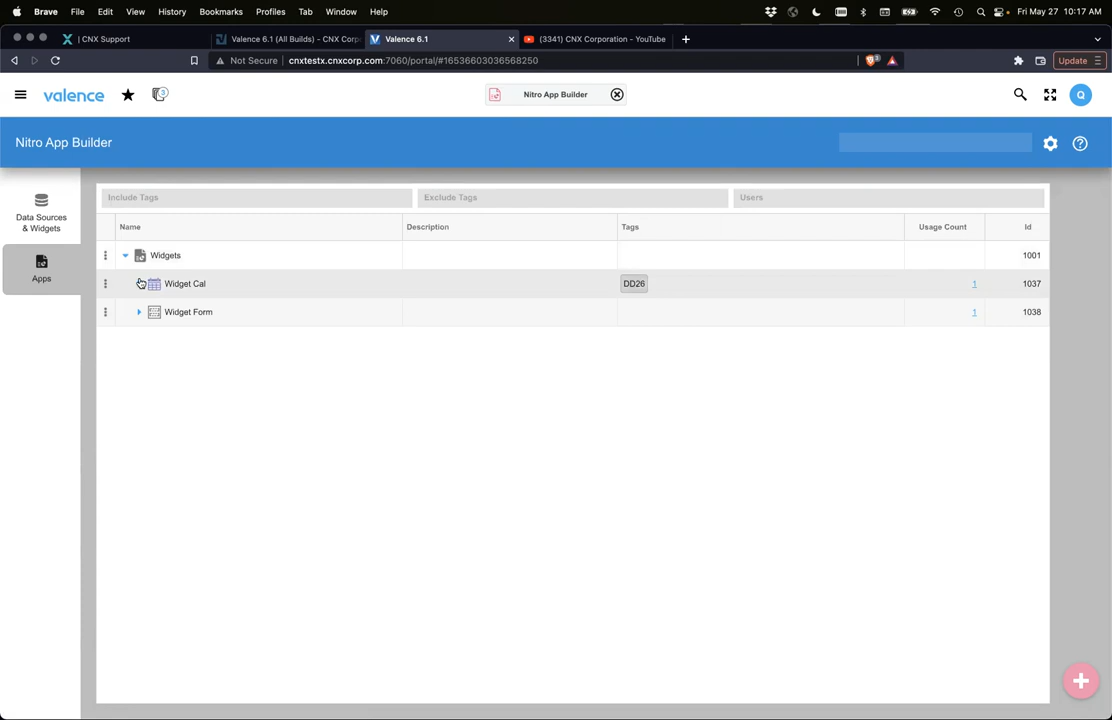 Brave File Edit View History Bookmarks Profiles Tab Window Help Fri May 27 10:17 AM
| CNX Support Valence 6.1 (All Builds) – CNX Corp Valence 6.1 (3341) CNX Corporation - YouTube
Not Secure cnxtestx.cnxcorp.com:7060/portal/#16536603036568250 3 Update
valence 3 Nitro App Builder Q
Nitro App Builder
Data Sources
& Widgets
Apps
Include Tags Exclude Tags Users
Name Description Tags Usage Count Id
Widgets 1001
Widget Cal DD26 1 1037
Widget Form 1 1038